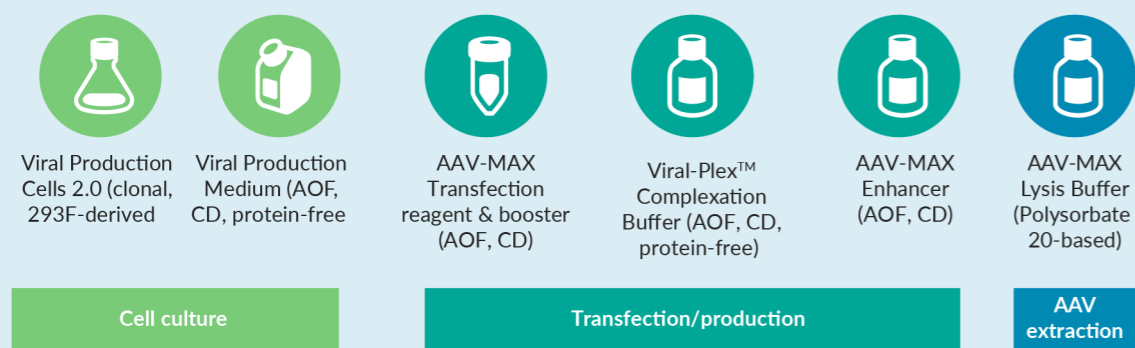 Viral Production
Cells 2.0 (clonal,
293F-derived
Viral Production
Medium (AOF,
CD, protein-free
AAV-MAX
Transfection
reagent & booster
(AOF, CD)
Viral-Plex™
Complexation
Buffer (AOF, CD,
protein-free)
AAV-MAX
Enhancer
(AOF, CD)
AAV-MAX
Lysis Buffer
(Polysorbate
20-based)
Cell culture
Transfection/production
AAV
extraction